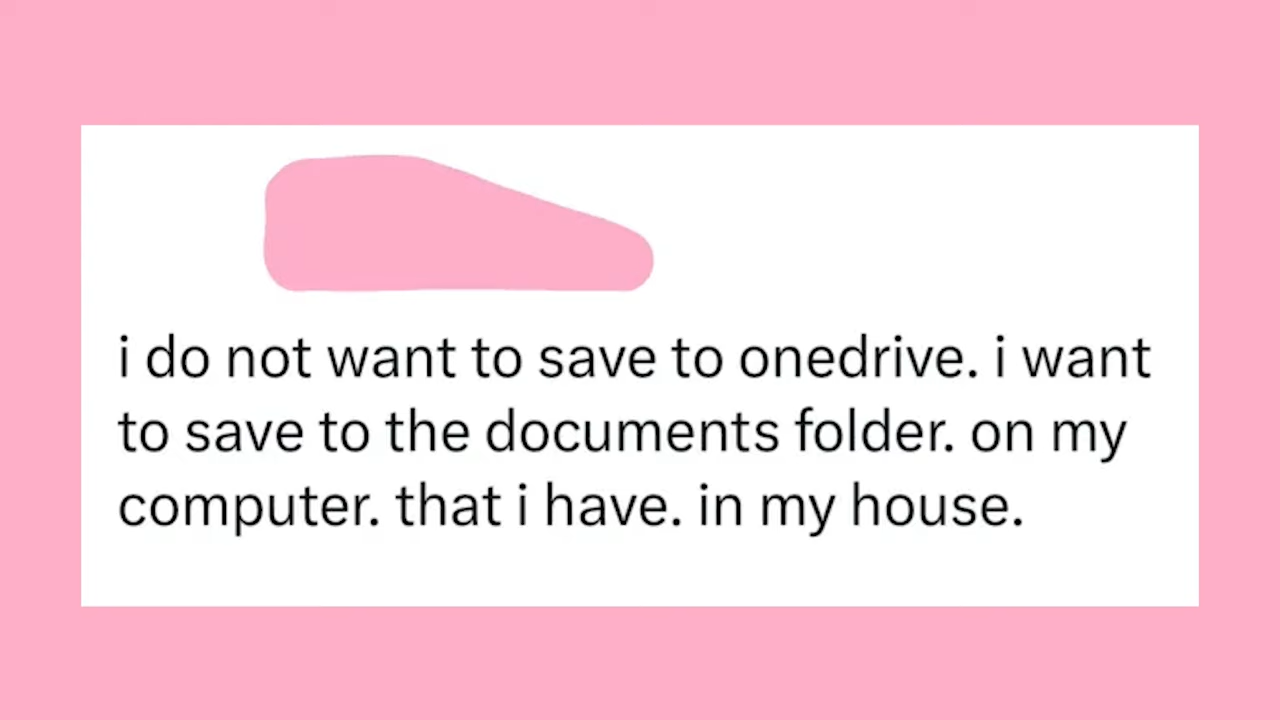 i do not want to save to onedrive. i want
to save to the documents folder. on my
computer. that i have. in my house.